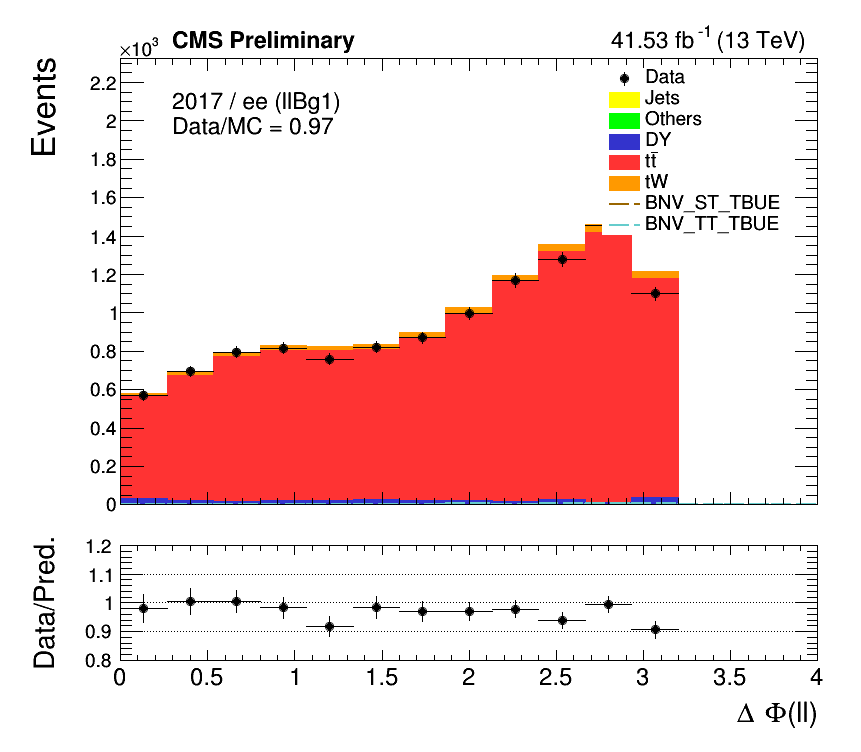 ×10³ CMS Preliminary 41.53 fb⁻¹ (13 TeV)
Events
2017 / ee (llBg1)
Data/MC = 0.97
Data
Jets
Others
DY
tt̄
tW
BNV_ST_TBUE
BNV_TT_TBUE
2.2
2
1.8
1.6
1.4
1.2
1
0.8
0.6
0.4
0.2
0
Data/Pred.
1.2
1.1
1
0.9
0.8
0 0.5 1 1.5 2 2.5 3 3.5 4
Δ Φ(ll)